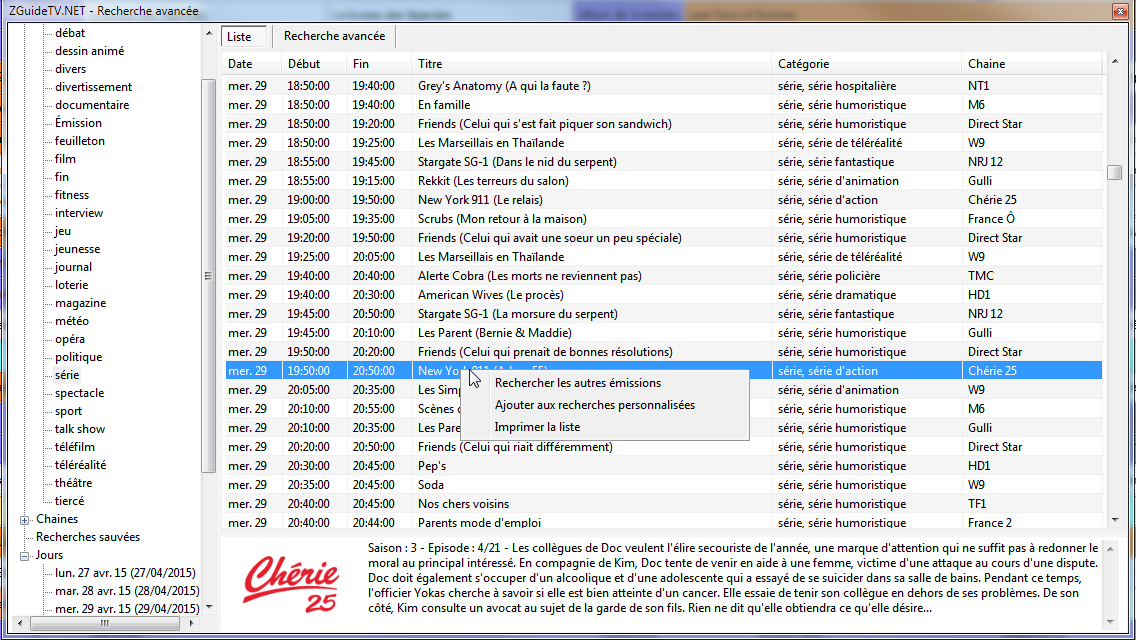 ZGuideTV.NET - Recherche avancée
débat
dessin animé
divers
divertissement
documentaire
Émission
feuilleton
film
fin
fitness
interview
jeu
jeunesse
journal
loterie
magazine
météo
opéra
politique
série
spectacle
sport
talk show
téléfilm
téléréalité
théâtre
tiercé
Chaines
Recherches sauvées
Jours
lun. 27 avr. 15 (27/04/2015)
mar. 28 avr. 15 (28/04/2015)
mer. 29 avr. 15 (29/04/2015)
Liste Recherche avancée
Date Début Fin Titre Catégorie Chaine
mer. 29 18:50:00 19:40:00 Grey's Anatomy (A qui la faute ?) série, série hospitalière NT1
mer. 29 18:50:00 19:40:00 En famille série, série humoristique M6
mer. 29 18:50:00 19:20:00 Friends (Celui qui s'est fait piquer son sandwich) série, série humoristique Direct Star
mer. 29 18:50:00 19:25:00 Les Marseillais en Thaïlande série, série de téléréalité W9
mer. 29 18:55:00 19:45:00 Stargate SG-1 (Dans le nid du serpent) série, série fantastique NRJ 12
mer. 29 18:55:00 19:15:00 Rekkit (Les terreurs du salon) série, série d'animation Gulli
mer. 29 19:00:00 19:50:00 New York 911 (Le relais) série, série d'action Chérie 25
mer. 29 19:05:00 19:35:00 Scrubs (Mon retour à la maison) série, série humoristique France Ô
mer. 29 19:20:00 19:50:00 Friends (Celui qui avait une soeur un peu spéciale) série, série humoristique Direct Star
mer. 29 19:25:00 20:05:00 Les Marseillais en Thaïlande série, série de téléréalité W9
mer. 29 19:40:00 20:40:00 Alerte Cobra (Les morts ne reviennent pas) série, série policière TMC
mer. 29 19:40:00 20:30:00 American Wives (Le procès) série, série dramatique HD1
mer. 29 19:45:00 20:50:00 Stargate SG-1 (La morsure du serpent) série, série fantastique NRJ 12
mer. 29 19:45:00 20:10:00 Les Parent (Bernie & Maddie) série, série humoristique Gulli
mer. 29 19:50:00 20:20:00 Friends (Celui qui prenait de bonnes résolutions) série, série humoristique Direct Star
mer. 29 19:50:00 20:50:00 New York 911 série, série d'action Chérie 25
mer. 29 20:05:00 20:35:00 Les Simp série, série d'animation W9
mer. 29 20:10:00 20:55:00 Scènes série, série humoristique M6
mer. 29 20:10:00 20:35:00 Les Pare série, série humoristique Gulli
mer. 29 20:20:00 20:50:00 Friends (Celui qui riait différemment) série, série humoristique Direct Star
mer. 29 20:30:00 20:45:00 Pep's série, série humoristique HD1
mer. 29 20:35:00 20:45:00 Soda série, série humoristique W9
mer. 29 20:40:00 20:45:00 Nos chers voisins série, série humoristique TF1
mer. 29 20:40:00 20:44:00 Parents mode d'emploi série, série humoristique France 2
Rechercher les autres émissions
Ajouter aux recherches personnalisées
Imprimer la liste
Chérie
25
Saison : 3 - Episode : 4/21 - Les collègues de Doc veulent l'élire secouriste de l'année, une marque d'attention qui ne suffit pas à redonner le
moral au principal intéressé. En compagnie de Kim, Doc tente de venir en aide à une femme, victime d'une attaque au cours d'une dispute.
Doc doit également s'occuper d'un alcoolique et d'une adolescente qui a essayé de se suicider dans sa salle de bains. Pendant ce temps,
l'officier Yokas cherche à savoir si elle est bien atteinte d'un cancer. Elle essaie de tenir son collègue en dehors de ses problèmes. De son
côté, Kim consulte un avocat au sujet de la garde de son fils. Rien ne dit qu'elle obtiendra ce qu'elle désire...